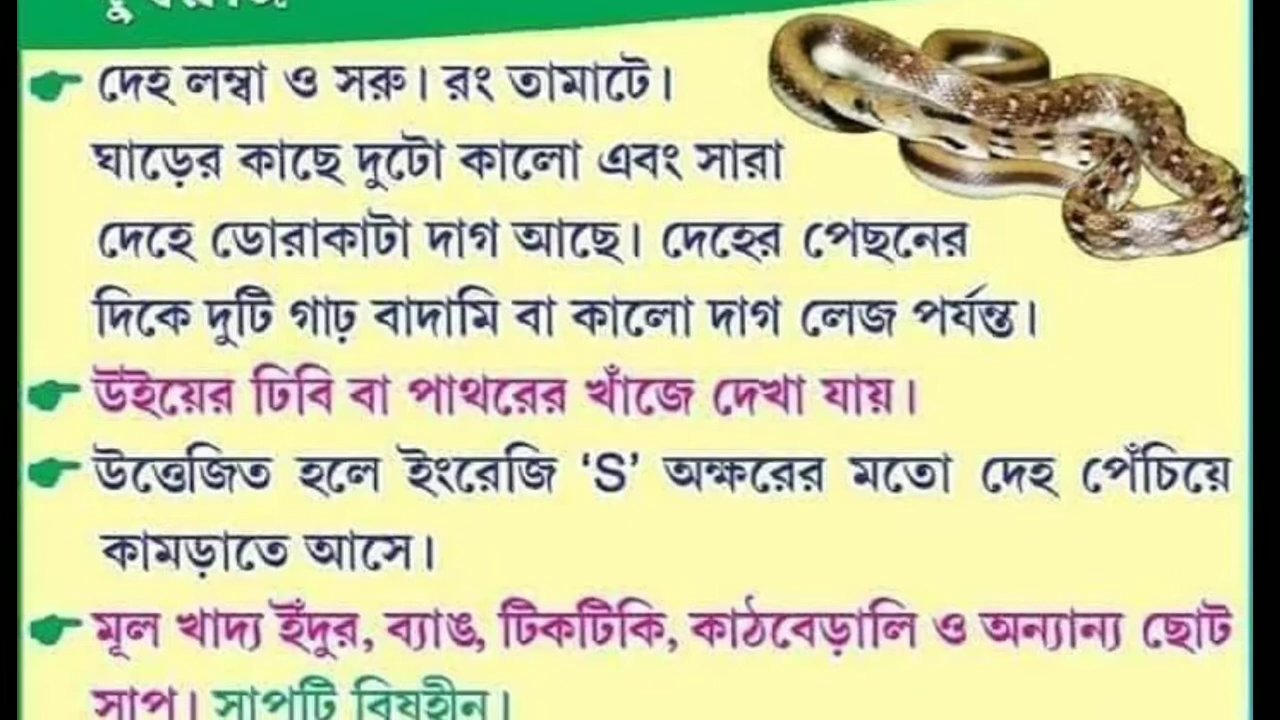 দেহ লম্বা ও সরু। রং তামাটে।
ঘাড়ের কাছে দুটো কালো এবং সারা
দেহে ডোরাকাটা দাগ আছে। দেহের পেছনের
দিকে দুটি গাঢ় বাদামি বা কালো দাগ লেজ পর্যন্ত।
উইয়ের ঢিবি বা পাথরের খাঁজে দেখা যায়।
উত্তেজিত হলে ইংরেজি ‘S’ অক্ষরের মতো দেহ পেঁচিয়ে
কামড়াতে আসে।
মূল খাদ্য ইঁদুর, ব্যাঙ, টিকটিকি, কাঠবেড়ালি ও অন্যান্য ছোট
সাপ। সাপটি বিষহীন।